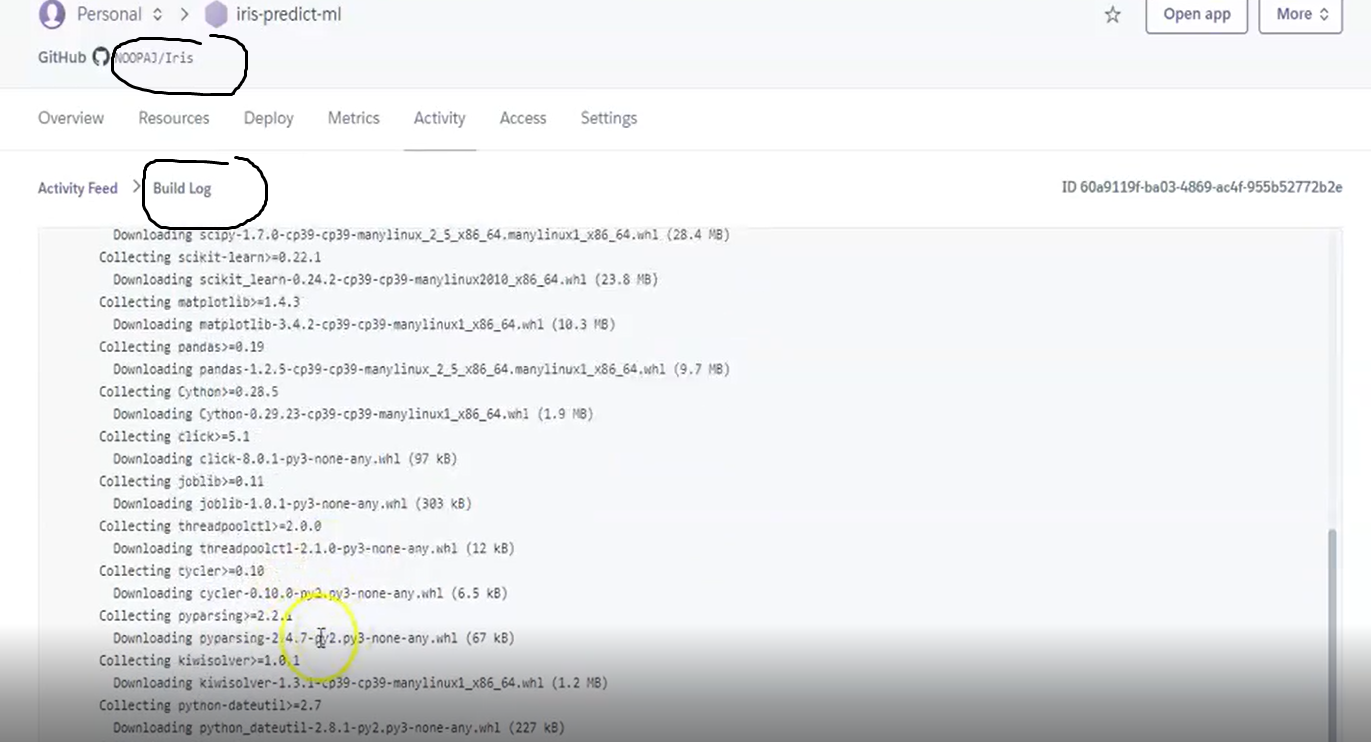 Personal iris-predict-ml Open app More
GitHub NOOPAJ/Iris
Overview Resources Deploy Metrics Activity Access Settings
Activity Feed Build Log ID 60a9119f-ba03-4869-ac4f-955b52772b2e
Downloading scipy-1.7.0-cp39-cp39-manylinux_2_5_x86_64.manylinux1_x86_64.whl (28.4 MB)
Collecting scikit-learn>=0.22.1
Downloading scikit_learn-0.24.2-cp39-cp39-manylinux2010_x86_64.whl (23.8 MB)
Collecting matplotlib>=1.4.3
Downloading matplotlib-3.4.2-cp39-cp39-manylinux1_x86_64.whl (10.3 MB)
Collecting pandas>=0.19
Downloading pandas-1.2.5-cp39-cp39-manylinux_2_5_x86_64.manylinux1_x86_64.whl (9.7 MB)
Collecting Cython>=0.28.5
Downloading Cython-0.29.23-cp39-cp39-manylinux1_x86_64.whl (1.9 MB)
Collecting click>=5.1
Downloading click-8.0.1-py3-none-any.whl (97 kB)
Collecting joblib>=0.11
Downloading joblib-1.0.1-py3-none-any.whl (303 kB)
Collecting threadpoolctl>=2.0.0
Downloading threadpoolctl-2.1.0-py3-none-any.whl (12 kB)
Collecting cycler>=0.10
Downloading cycler-0.10.0-py2.py3-none-any.whl (6.5 kB)
Collecting pyparsing>=2.2.1
Downloading pyparsing-2.4.7-py2.py3-none-any.whl (67 kB)
Collecting kiwisolver>=1.0.1
Downloading kiwisolver-1.3.1-cp39-cp39-manylinux1_x86_64.whl (1.2 MB)
Collecting python-dateutil>=2.7
Downloading python_dateutil-2.8.1-py2.py3-none-any.whl (227 kB)